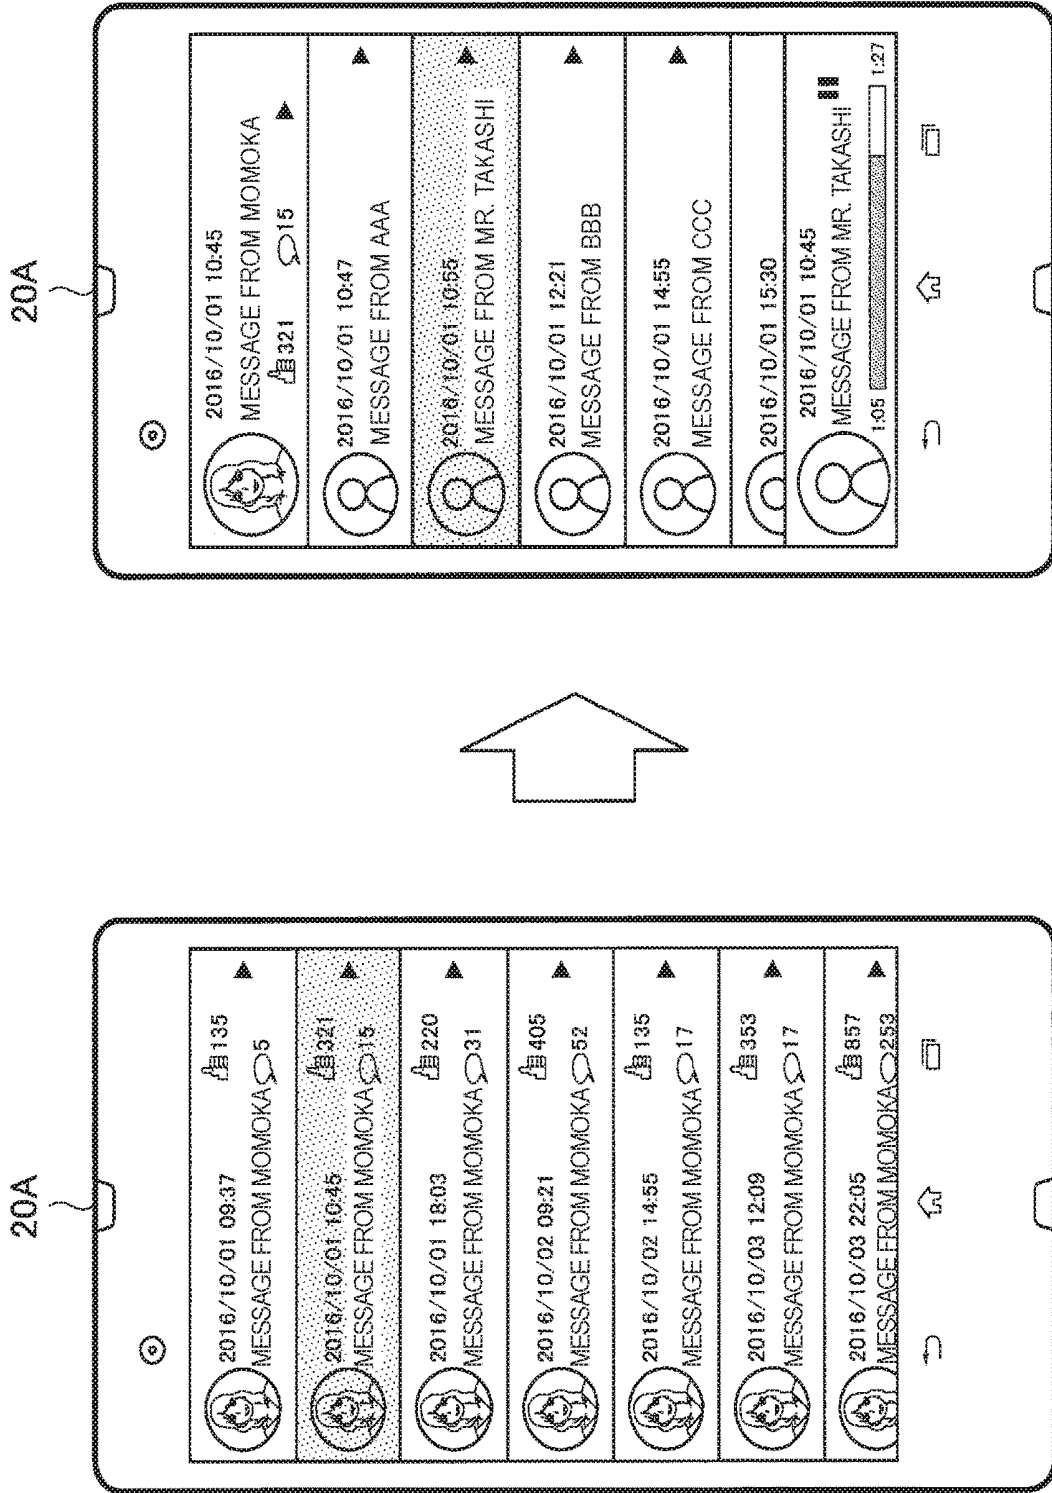 20A
2016/10/01 09:37
135
MESSAGE FROM MOMOKA 5
2016/10/01 10:45
321
MESSAGE FROM MOMOKA 15
2016/10/01 18:03
220
MESSAGE FROM MOMOKA 31
2016/10/02 09:21
405
MESSAGE FROM MOMOKA 52
2016/10/02 14:55
135
MESSAGE FROM MOMOKA 17
2016/10/03 12:09
353
MESSAGE FROM MOMOKA 17
2016/10/03 22:05
857
MESSAGE FROM MOMOKA 253
20A
2016/10/01 10:45
MESSAGE FROM MOMOKA
321 15
2016/10/01 10:47
MESSAGE FROM AAA
2016/10/01 10:55
MESSAGE FROM MR. TAKASHI
2016/10/01 12:21
MESSAGE FROM BBB
2016/10/01 14:55
MESSAGE FROM CCC
2016/10/01 15:30
2016/10/01 10:45
MESSAGE FROM MR. TAKASHI
1:05 1:27